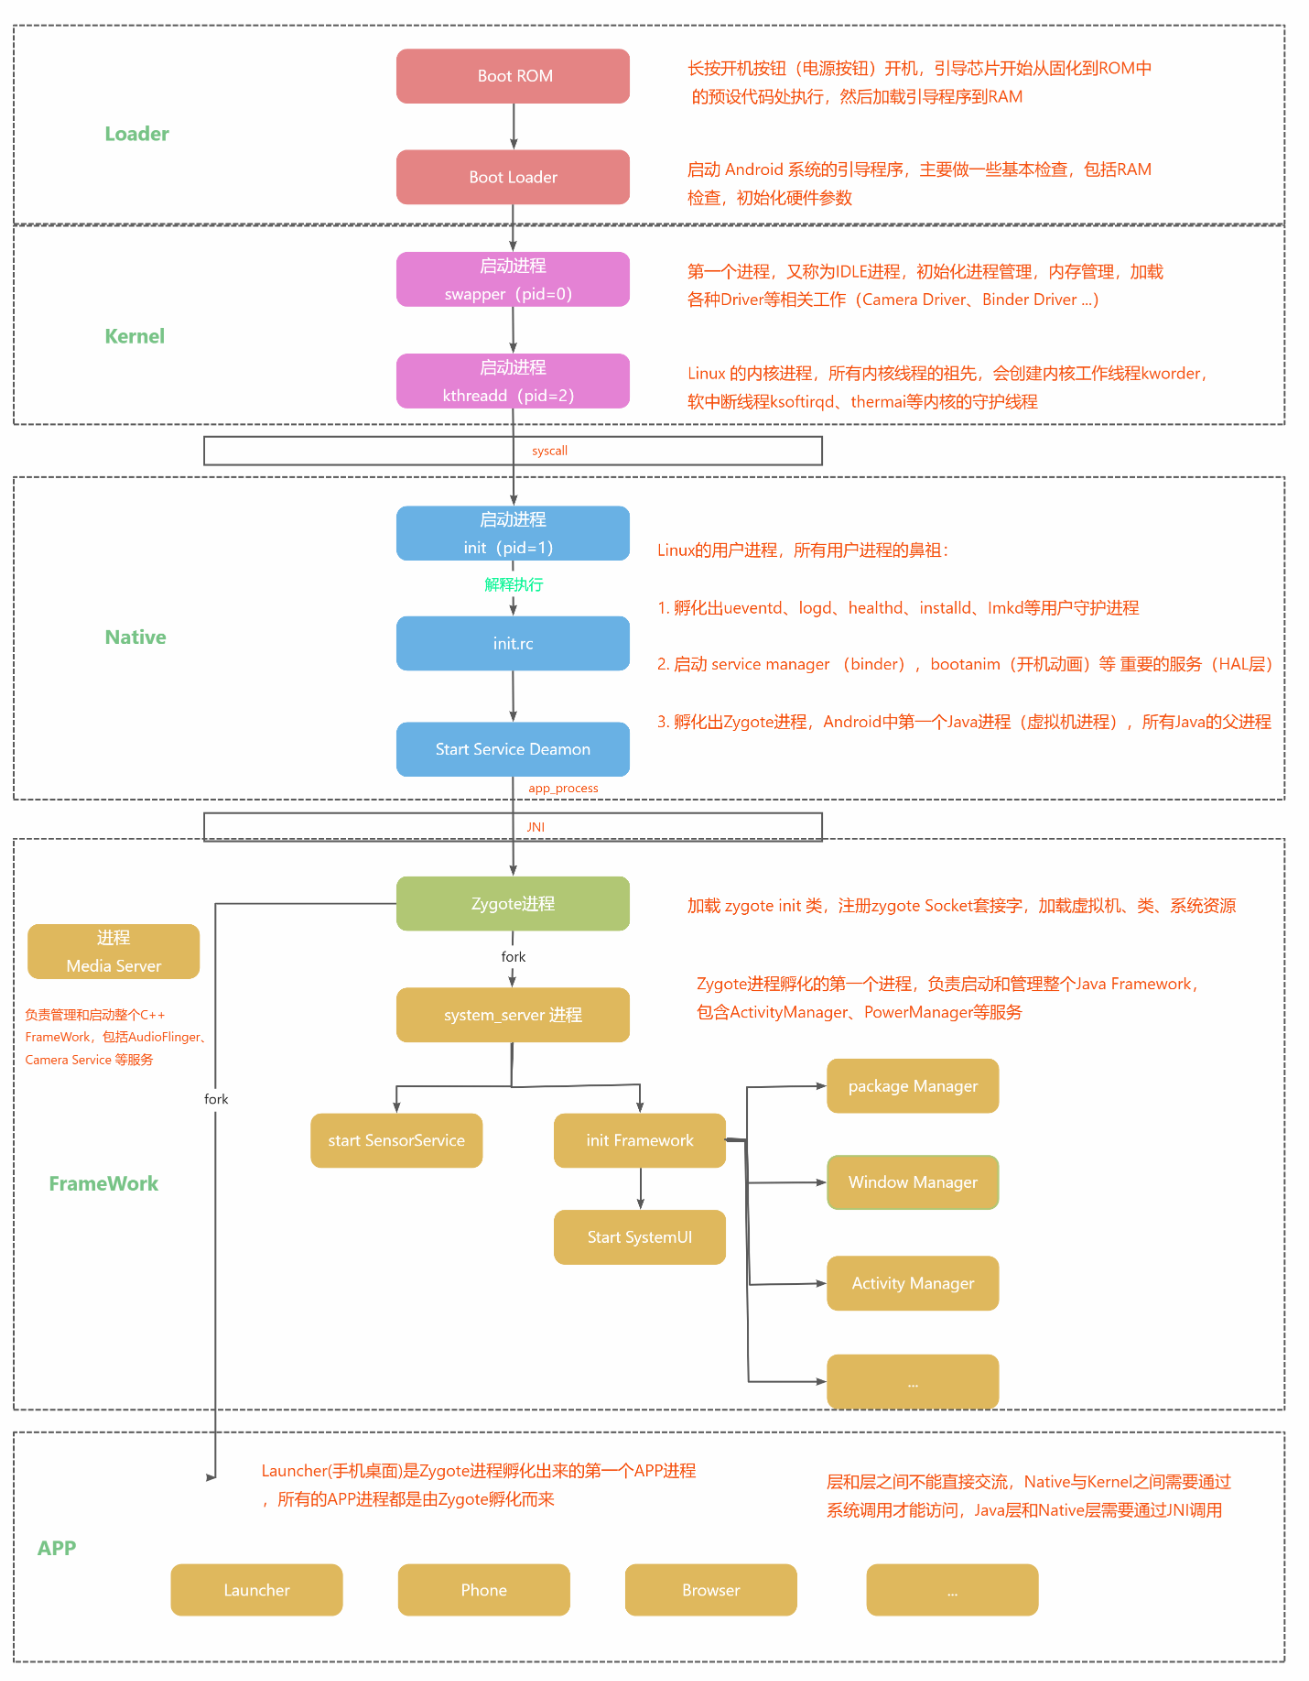 Boot ROM
长按开机按钮（电源按钮）开机，引导芯片开始从固化到ROM中
的预设代码处执行，然后加载引导程序到RAM
Loader
Boot Loader
启动 Android 系统的引导程序，主要做一些基本检查，包括RAM
检查，初始化硬件参数
启动进程
swapper（pid=0）
第一个进程，又称为IDLE进程，初始化进程管理，内存管理，加载
各种Driver等相关工作（Camera Driver、Binder Driver ...）
Kernel
启动进程
kthreadd（pid=2）
Linux 的内核进程，所有内核线程的祖先，会创建内核工作线程kworder，
软中断线程ksoftirqd、thermai等内核的守护线程
syscall
启动进程
init（pid=1）
Linux的用户进程，所有用户进程的鼻祖：
解释执行
1. 孵化出ueventd、logd、healthd、installd、lmkd等用户守护进程
Native
init.rc
2. 启动 service manager （binder）, bootanim（开机动画）等 重要的服务（HAL层）
3. 孵化出Zygote进程，Android中第一个Java进程（虚拟机进程）, 所有Java的父进程
Start Service Deamon
app_process
JNI
Zygote进程
加载 zygote init 类，注册zygote Socket套接字，加载虚拟机、类、系统资源
进程
Media Server
fork
Zygote进程孵化的第一个进程，负责启动和管理整个Java Framework，
包含ActivityManager、PowerManager等服务
system_server 进程
负责管理和启动整个C++
FrameWork，包括AudioFlinger、
Camera Service 等服务
fork
package Manager
start SensorService
init Framework
FrameWork
Window Manager
Start SystemUI
Activity Manager
...
Launcher(手机桌面)是Zygote进程孵化出来的第一个APP进程
，所有的APP进程都是由Zygote孵化而来
层和层之间不能直接交流，Native与Kernel之间需要通过
系统调用才能访问，Java层和Native层需要通过JNI调用
APP
Launcher
Phone
Browser
...